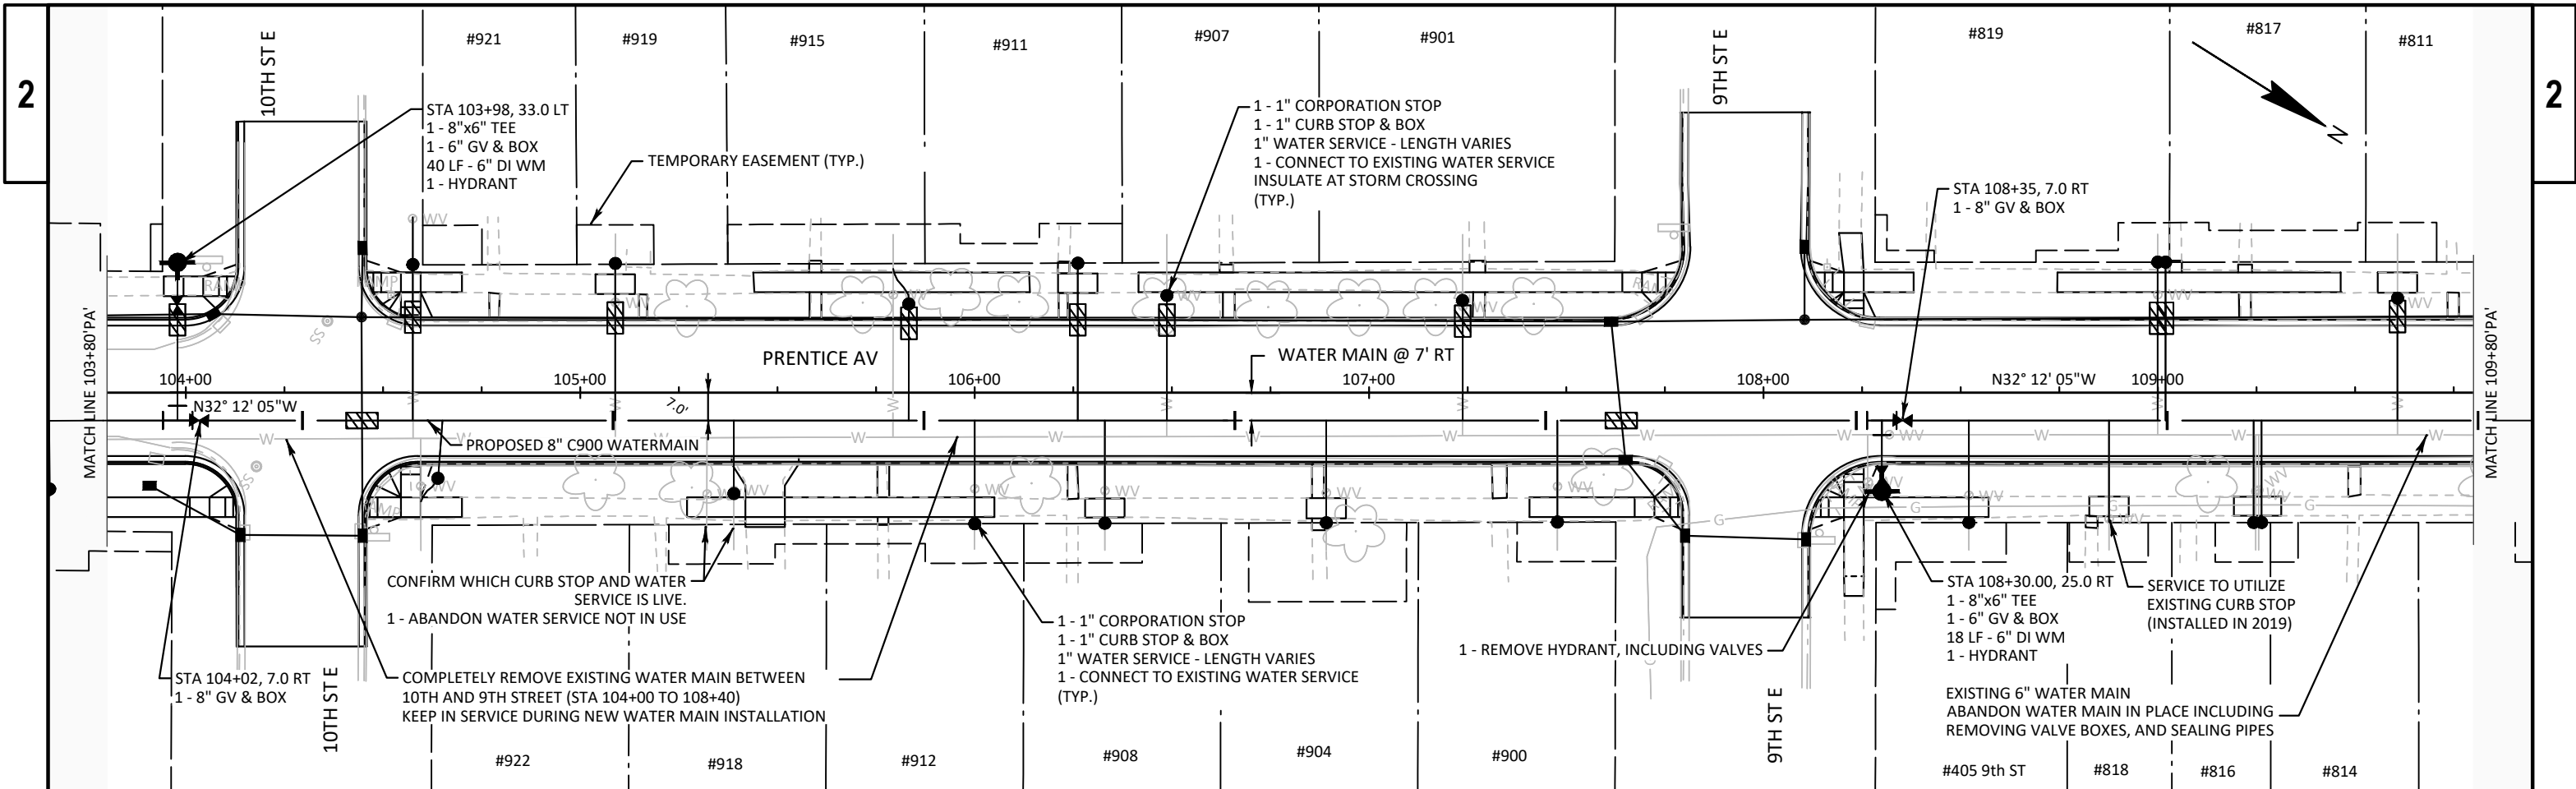 2
2
10TH ST E
#921
#919
#915
#911
#907
#901
9TH ST E
#819
#817
#811
N
STA 103+98, 33.0 LT
1 - 8"x6" TEE
1 - 6" GV & BOX
40 LF - 6" DI WM
1 - HYDRANT
TEMPORARY EASEMENT (TYP.)
1 - 1" CORPORATION STOP
1 - 1" CURB STOP & BOX
1" WATER SERVICE - LENGTH VARIES
1 - CONNECT TO EXISTING WATER SERVICE
INSULATE AT STORM CROSSING
(TYP.)
STA 108+35, 7.0 RT
1 - 8" GV & BOX
MATCH LINE 103+80'PA'
MATCH LINE 109+80'PA'
PRENTICE AV
WATER MAIN @ 7' RT
104+00
105+00
106+00
107+00
108+00
N32° 12' 05"W
109+00
N32° 12' 05"W
7.0'
PROPOSED 8" C900 WATERMAIN
CONFIRM WHICH CURB STOP AND WATER
SERVICE IS LIVE.
1 - ABANDON WATER SERVICE NOT IN USE
1 - 1" CORPORATION STOP
1 - 1" CURB STOP & BOX
1" WATER SERVICE - LENGTH VARIES
1 - CONNECT TO EXISTING WATER SERVICE
(TYP.)
1 - REMOVE HYDRANT, INCLUDING VALVES
STA 108+30.00, 25.0 RT
1 - 8"x6" TEE
1 - 6" GV & BOX
18 LF - 6" DI WM
1 - HYDRANT
SERVICE TO UTILIZE
EXISTING CURB STOP
(INSTALLED IN 2019)
STA 104+02, 7.0 RT
1 - 8" GV & BOX
10TH ST E
COMPLETELY REMOVE EXISTING WATER MAIN BETWEEN
10TH AND 9TH STREET (STA 104+00 TO 108+40)
KEEP IN SERVICE DURING NEW WATER MAIN INSTALLATION
9TH ST E
EXISTING 6" WATER MAIN
ABANDON WATER MAIN IN PLACE INCLUDING
REMOVING VALVE BOXES, AND SEALING PIPES
#922
#918
#912
#908
#904
#900
#405 9th ST
#818
#816
#814